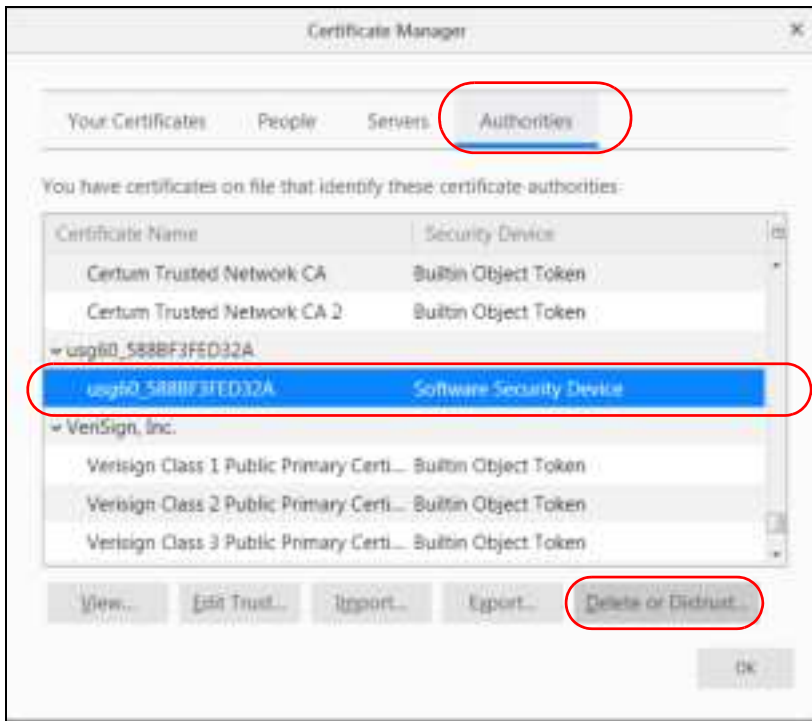 Certificate Manager
Your Certificates People Servers Authorities
You have certificates on file that identify these certificate authorities
Certificate Name Security Device
Certum Trusted Network CA Builtin Object Token
Certum Trusted Network CA 2 Builtin Object Token
usg60_588BF3FED32A
usg60_588BF3FED32A Software Security Device
VeriSign, Inc.
Verisign Class 1 Public Primary Certi... Builtin Object Token
Verisign Class 2 Public Primary Certi... Builtin Object Token
Verisign Class 3 Public Primary Certi... Builtin Object Token
View... Edit Trust... Import... Export... Delete or Distrust...
OK